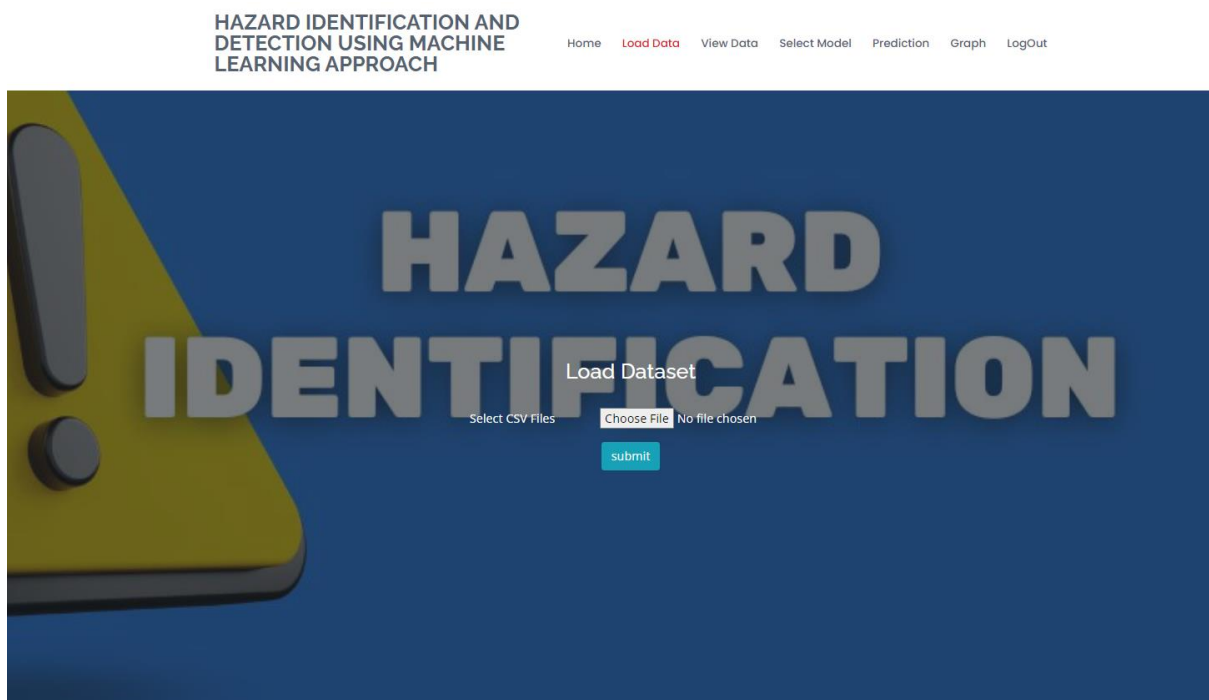 HAZARD IDENTIFICATION AND
DETECTION USING MACHINE
LEARNING APPROACH
Home Load Data View Data Select Model Prediction Graph LogOut
HAZARD
IDENTIFICATION
Load Dataset
Select CSV Files Choose File No file chosen
submit